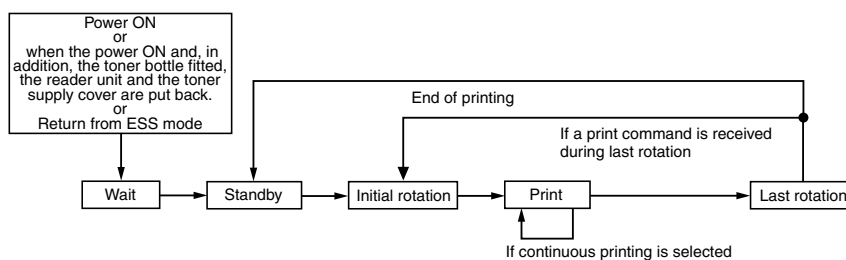 Power ON
or
when the power ON and, in
addition, the toner bottle fitted,
the reader unit and the toner
supply cover are put back.
or
Return from ESS mode
End of printing
If a print command is received
during last rotation
Wait
Standby
Initial rotation
Print
Last rotation
If continuous printing is selected